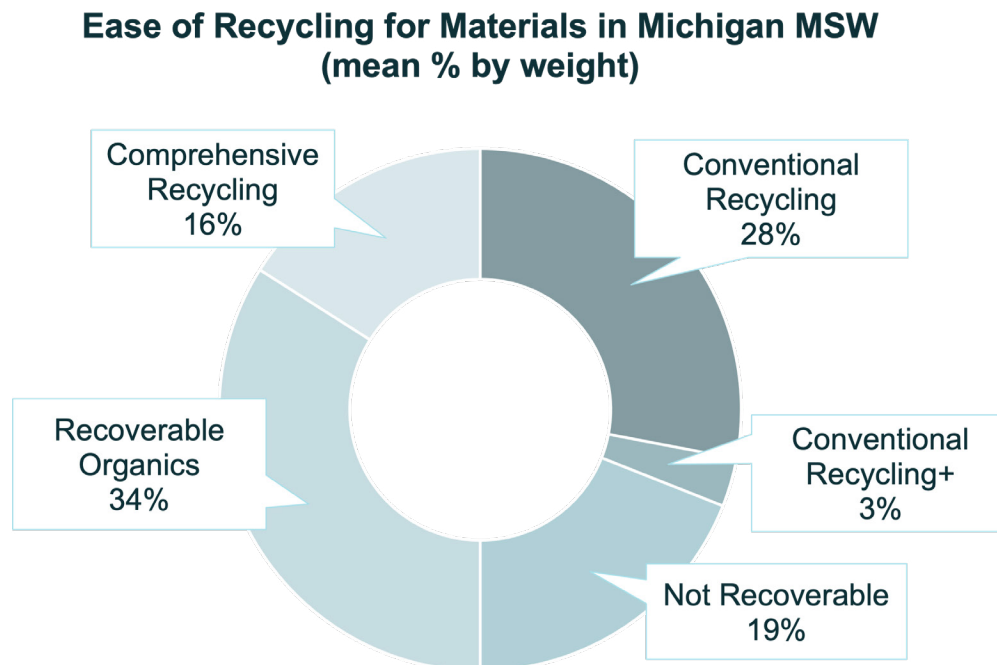 Ease of Recycling for Materials in Michigan MSW
(mean % by weight)
Comprehensive
Recycling
16%
Conventional
Recycling
28%
Recoverable
Organics
34%
Conventional
Recycling+
3%
Not Recoverable
19%